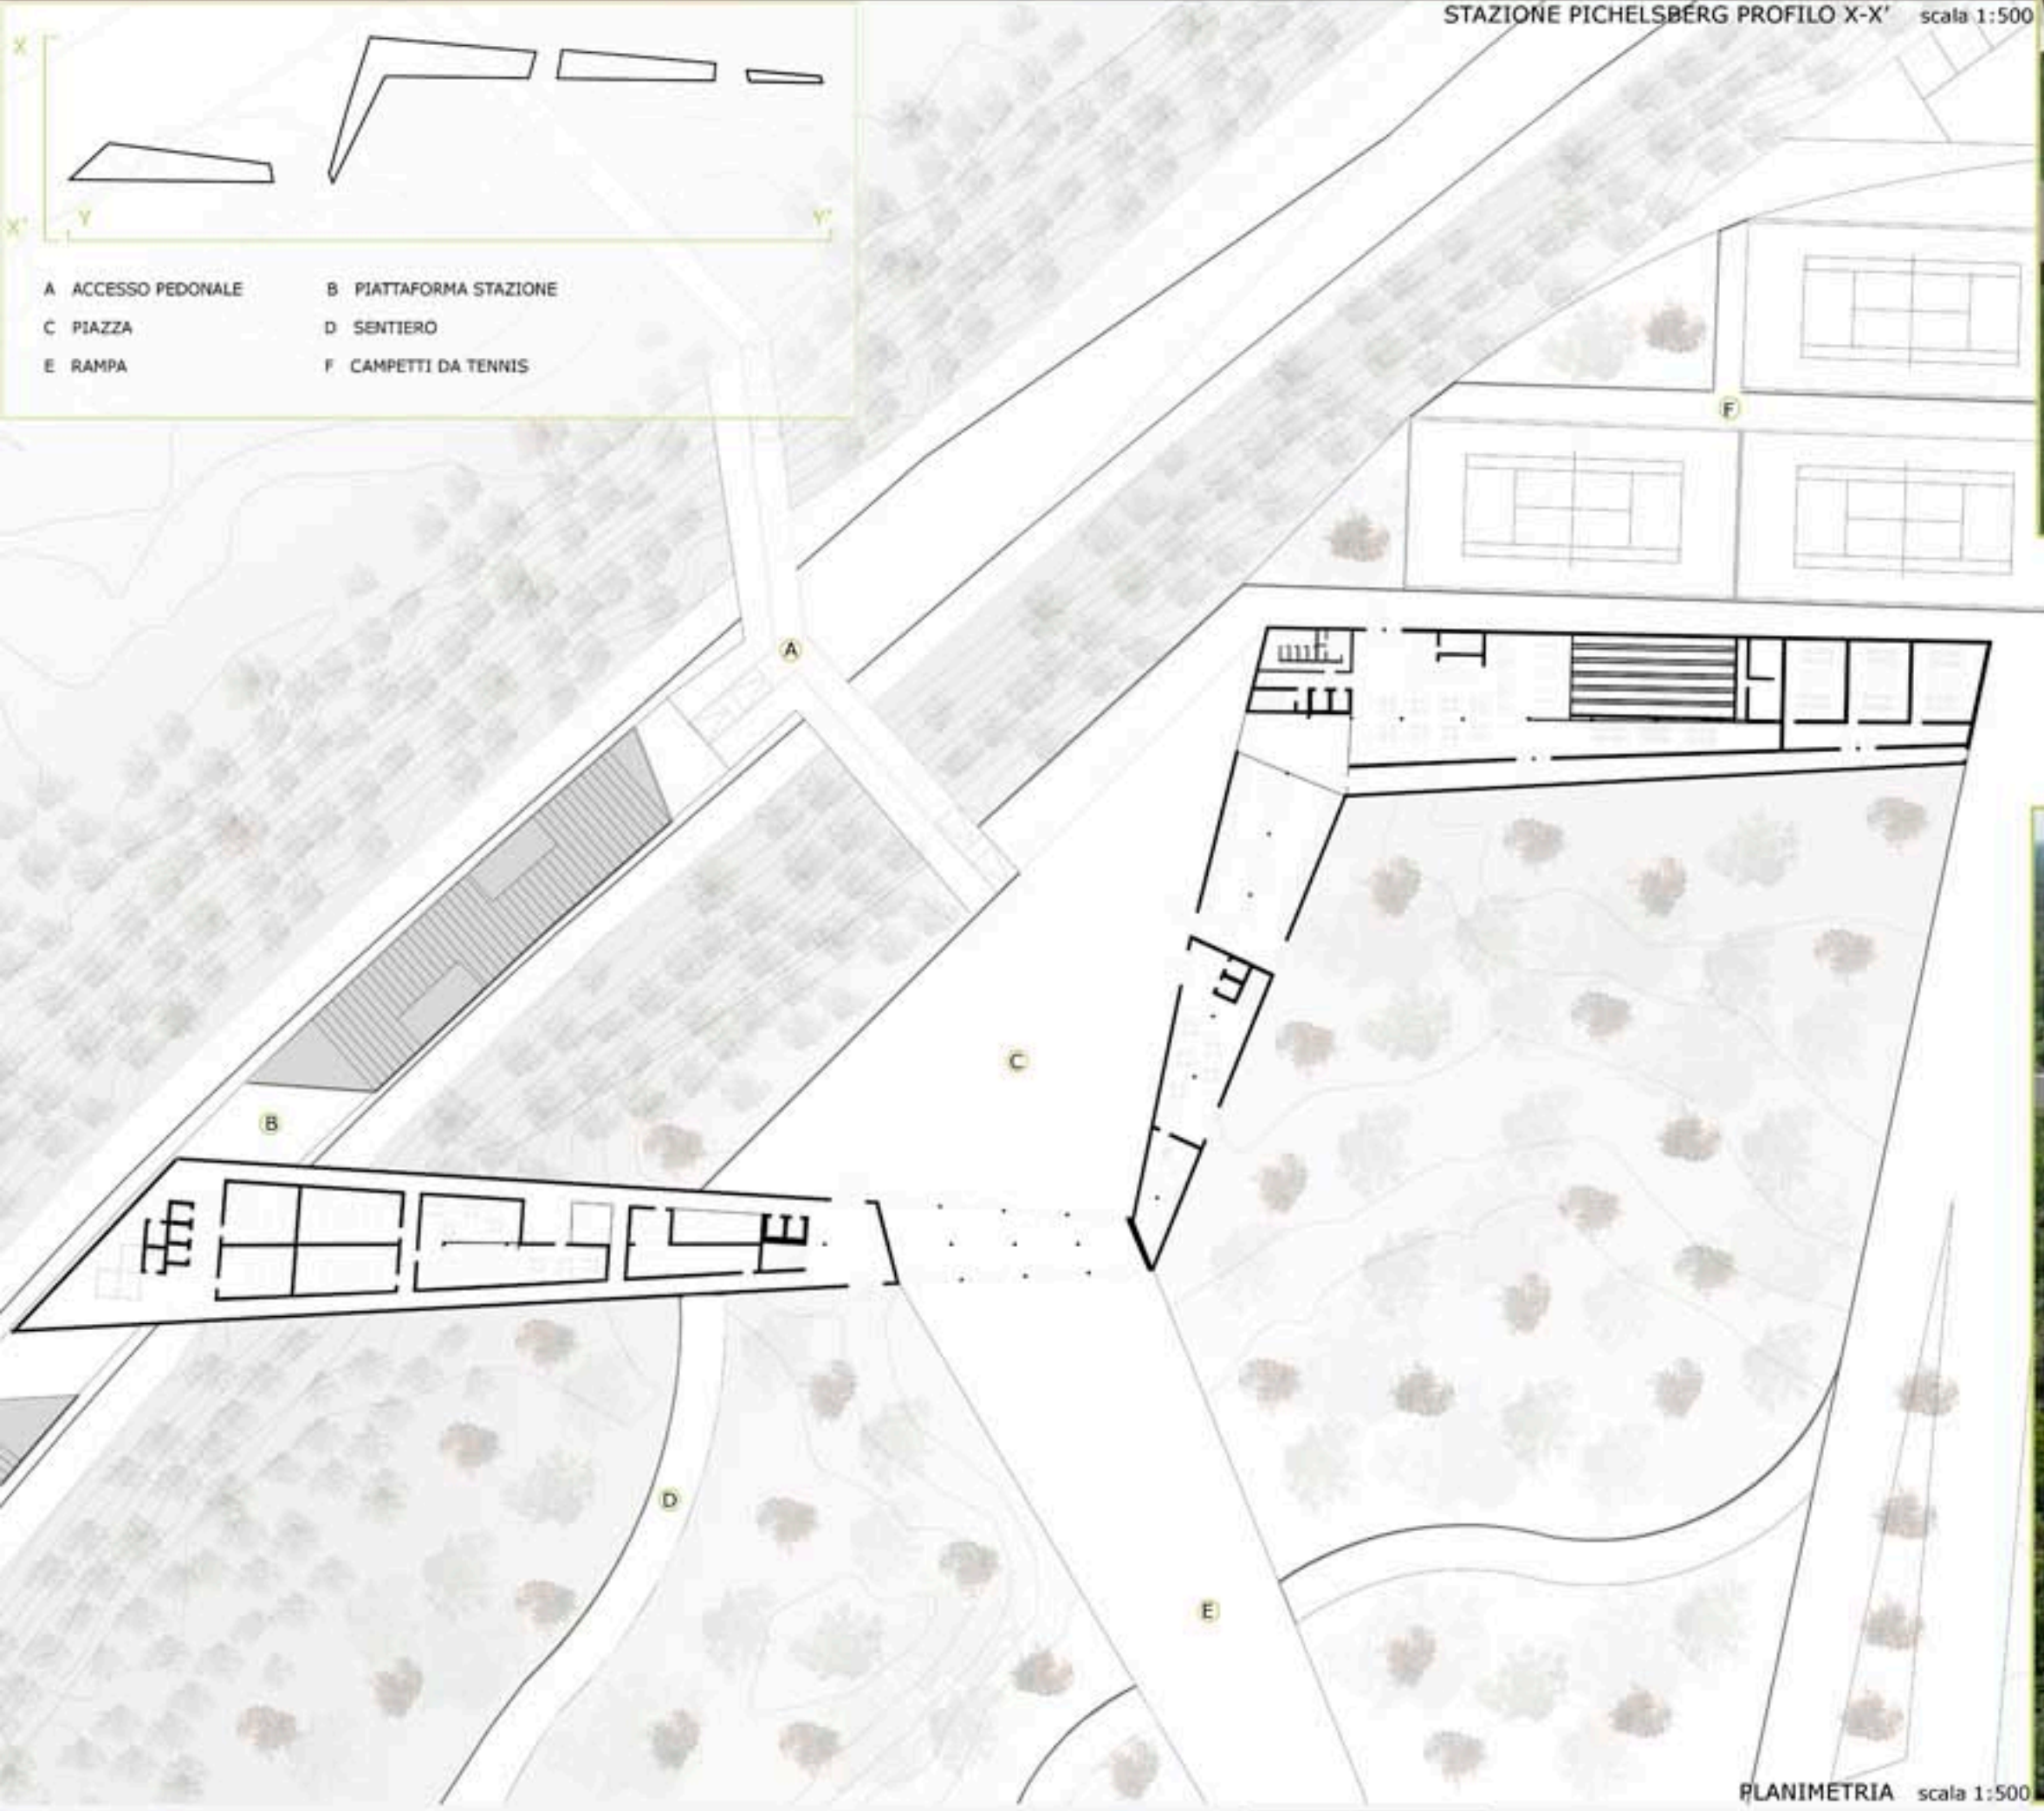 STAZIONE PICHELSBERG PROFILO X-X' scala 1:500
X
X'
Y Y'
A ACCESSO PEDONALE B PIATTAFORMA STAZIONE
C PIAZZA D SENTIERO
E RAMPA F CAMPETTI DA TENNIS
F
A
C
B
D
E
PLANIMETRIA scala 1:500